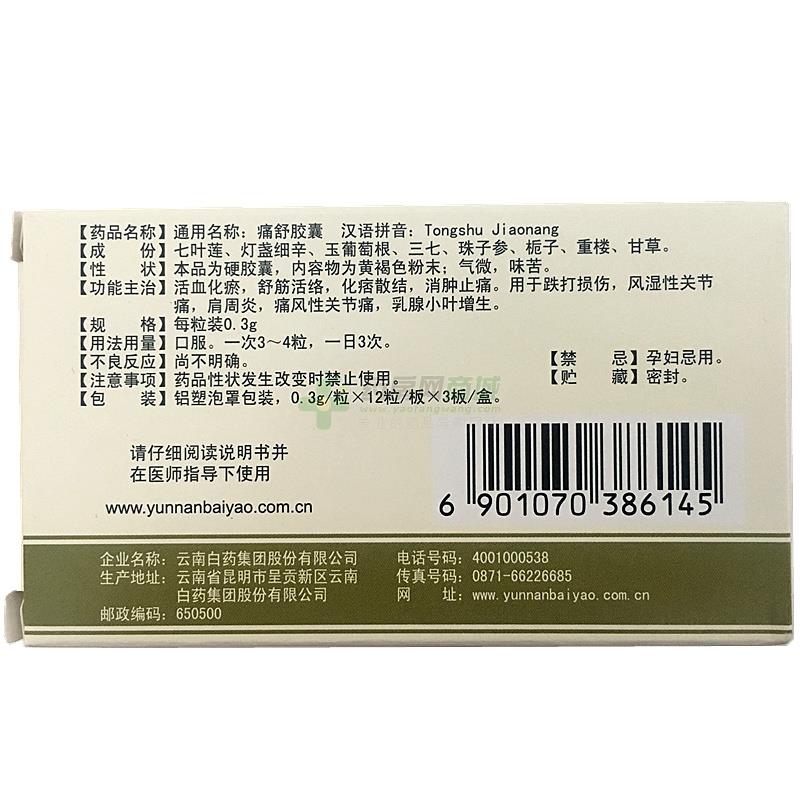 【药品名称】通用名称：痛舒胶囊 汉语拼音：Tongshu Jiaonang
【成 份】七叶莲、灯盏细辛、玉葡萄根、三七、珠子参、栀子、重楼、甘草。
【性 状】本品为硬胶囊，内容物为黄褐色粉末；气微，味苦。
【功能主治】活血化瘀，舒筋活络，化痞散结，消肿止痛。用于跌打损伤，风湿性关节
痛，肩周炎，痛风性关节痛，乳腺小叶增生。
【规 格】每粒装0.3g
【用法用量】口服。一次3～4粒，一日3次。
【不良反应】尚不明确。
【禁 忌】孕妇忌用。
【注意事项】药品性状发生改变时禁止使用。
【贮 藏】密封。
【包 装】铝塑泡罩包装，0.3g/粒×12粒/板×3板/盒。
www.yaofangwang.com
请仔细阅读说明书并
在医师指导下使用
www.yunnanbaiyao.com.cn
6 901070 386145
企业名称：云南白药集团股份有限公司
生产地址：云南省昆明市呈贡新区云南
白药集团股份有限公司
邮政编码：650500
电话号码：4001000538
传真号码：0871-66226685
网 址：www.yunnanbaiyao.com.cn